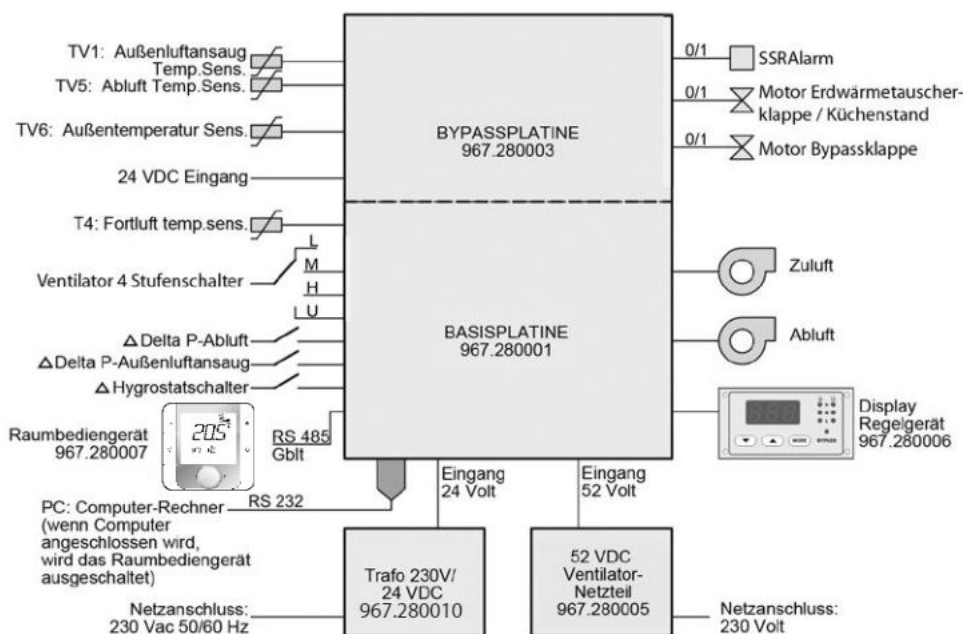 TV1: Außenluftansaug
Temp.Sens.
TV5: Abluft Temp.Sens.
TV6: Außentemperatur Sens.
24 VDC Eingang
T4: Fortluft temp.sens.
Ventilator 4 Stufenschalter
L
M
H
U
Δ Delta P-Abluft
Δ Delta P-Außenluftansaug
Δ Hygrostatschalter
Raumbediengerät
967.280007
20.5
RS 485
Gblt
PC: Computer-Rechner
(wenn Computer
angeschlossen wird,
wird das Raumbediengerät
ausgeschaltet)
RS 232
BYPASSPLATINE
967.280003
BASISPLATINE
967.280001
0/1
SSRAlarm
0/1
Motor Erdwärmetauscher-
klappe / Küchenstand
0/1
Motor Bypassklappe
Zuluft
Abluft
888
MODE
BYPASS
Display
Regelgerät
967.280006
Eingang
24 Volt
Eingang
52 Volt
Trafo 230V/
24 VDC
967.280010
52 VDC
Ventilator-
Netzteil
967.280005
Netzanschluss:
230 Vac 50/60 Hz
Netzanschluss:
230 Volt